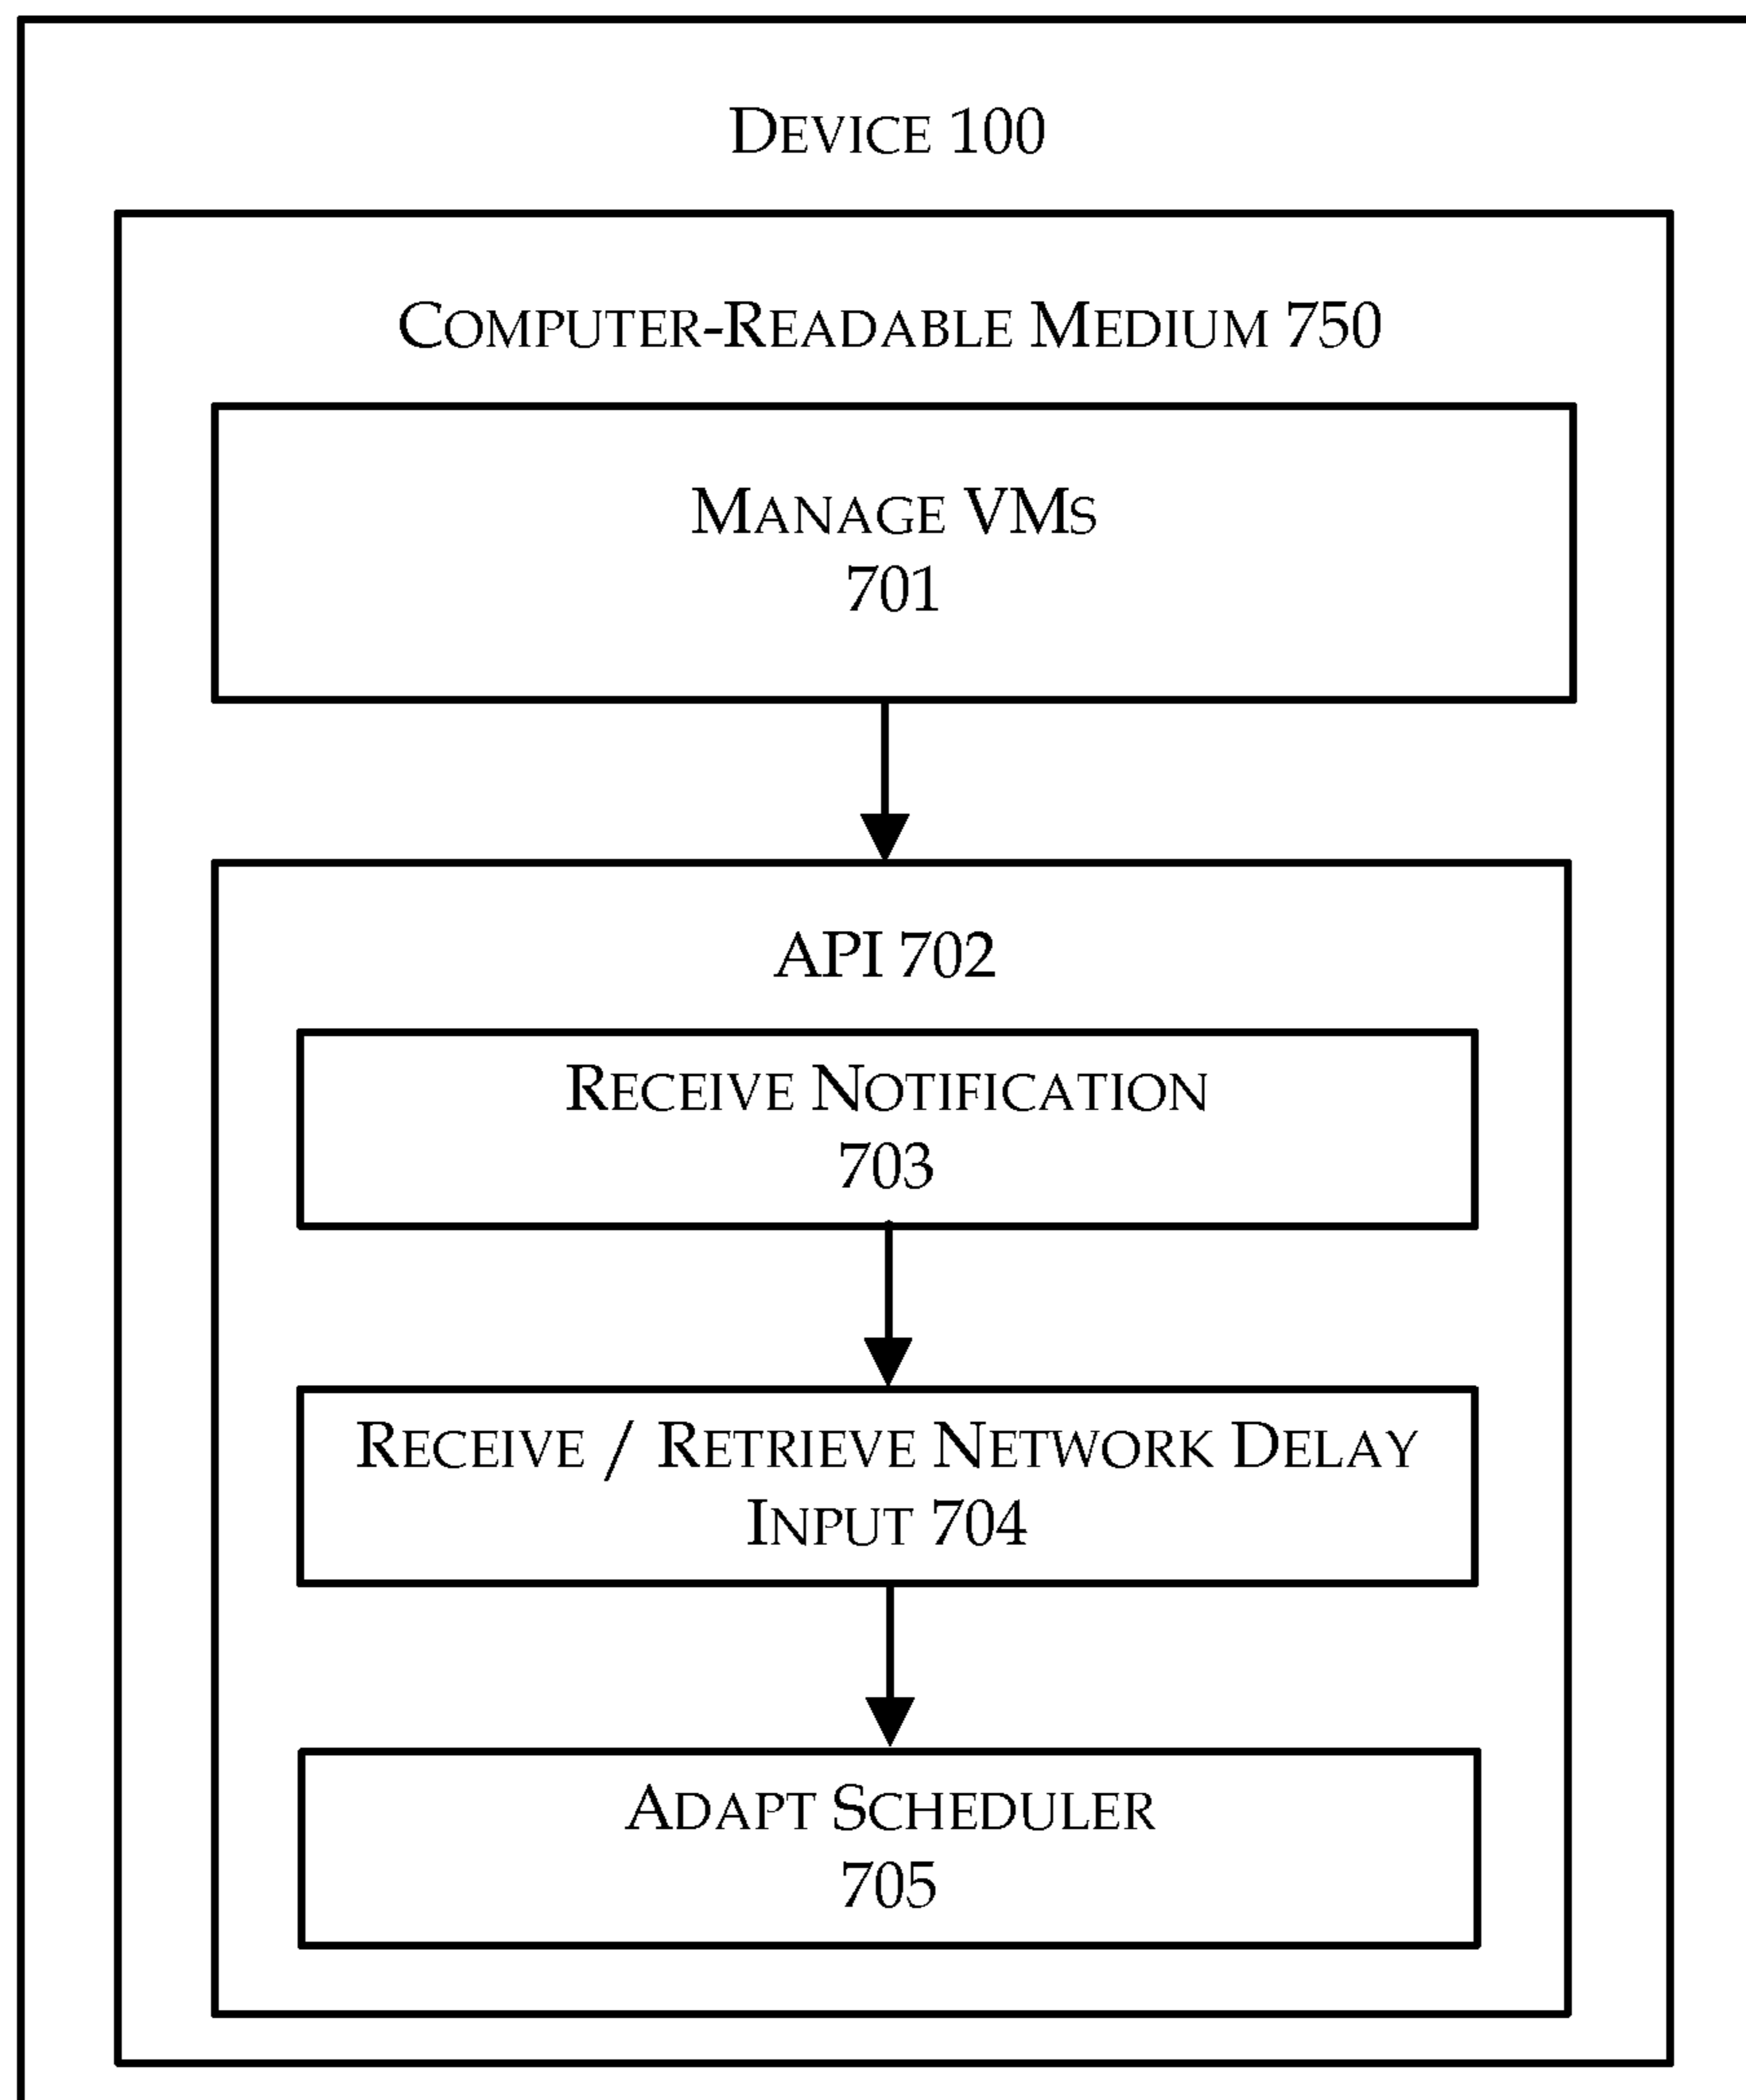 DEVICE 100
COMPUTER-READABLE MEDIUM 750
MANAGE VMS
701
API 702
RECEIVE NOTIFICATION
703
RECEIVE / RETRIEVE NETWORK DELAY
INPUT 704
ADAPT SCHEDULER
705